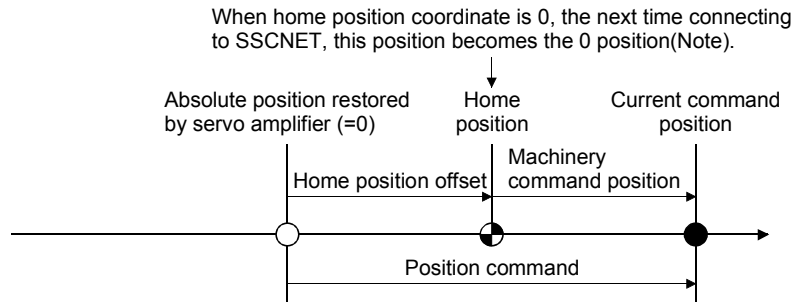 When home position coordinate is 0, the next time connecting
to SSCNET, this position becomes the 0 position(Note).
Absolute position restored
by servo amplifier (=0)
Home
position
Current command
position
Home position offset
Machinery
command position
Position command